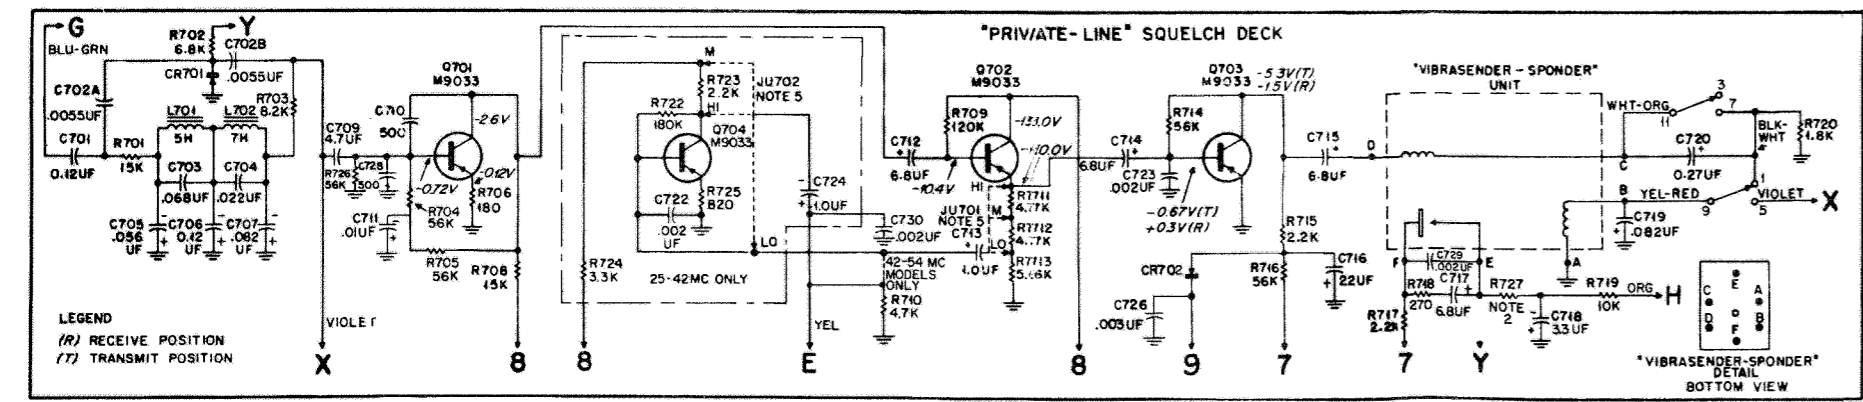 G
BLU-GRN
Y
R702
6.8K
C702B
.0055UF
CR701
C702A
.0055UF
R703
8.2K
L701
5H
L702
7H
C701
0.12UF
R701
15K
C703
.068UF
C704
.022UF
C705
.056
UF
C706
0.12
UF
C707
.082
UF
LEGEND
(R) RECEIVE POSITION
(T) TRANSMIT POSITION
VIOLET
X
C709
4.7UF
R726
56K
C728
500
C710
500
Q701
M9033
-2.6V
-0.72V
-0.12V
R706
180
R704
56K
C711
.01UF
R705
56K
R708
15K
8
8
R724
3.3K
M
R723
2.2K
HI
JU702
NOTE 5
R722
180K
Q704
M9033
R725
820
C722
.002
UF
LO
25-42MC ONLY
C724
1.0UF
C730
.002UF
42-54 MC
MODELS
ONLY
R710
4.7K
YEL
E
"PRIVATE-LINE" SQUELCH DECK
C712
6.8UF
R709
120K
Q702
M9033
-13.0V
-10.0V
-10.4V
HI
JU701
NOTE 5
M
LO
C713
1.0UF
R7711
4.77K
R7712
4.77K
R7713
8
6.8UF
C714
R714
56K
C723
.002UF
Q703
M9033
-5.3V(T)
-1.5V(R)
-0.67V(T)
+0.3V(R)
C715
6.8UF
R715
2.2K
R716
56K
C716
22UF
CR702
C726
.003UF
9
7
"VIBRASENDER-SPONDER"
UNIT
D
C
B
F
E
A
C729
.002UF
R718
270
C717
6.8UF
R717
2.2K
7
Y
R727
NOTE
2
C718
3.3UF
R719
10K
ORG
H
WHT-ORG
11
3
7
C720
0.27UF
BLK-
WHT
R720
1.8K
YEL-RED
9
1
5
VIOLET
X
C719
.082UF
E
C
A
D
B
F
"VIBRASENDER-SPONDER"
DETAIL
BOTTOM VIEW